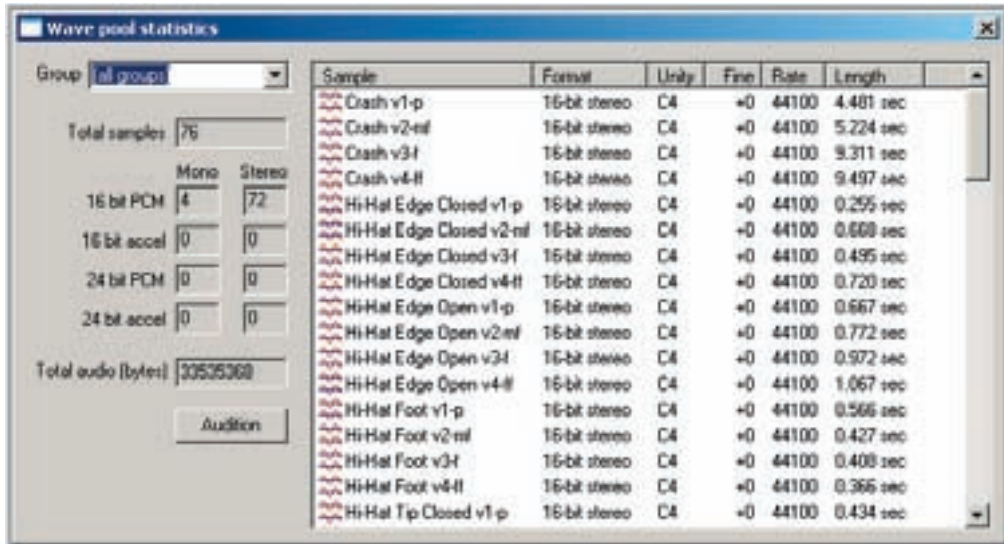 Wave pool statistics
Group [all groups]
Total samples 76
Mono Stereo
16 bit PCM 4 72
16 bit accel 0 0
24 bit PCM 0 0
24 bit accel 0 0
Total audio (bytes) 33535368
Audition
Sample Format Unity Fine Rate Length
Crash v1-p 16-bit stereo C4 +0 44100 4.481 sec
Crash v2-mf 16-bit stereo C4 +0 44100 5.224 sec
Crash v3-f 16-bit stereo C4 +0 44100 9.311 sec
Crash v4-ff 16-bit stereo C4 +0 44100 9.497 sec
Hi-Hat Edge Closed v1-p 16-bit stereo C4 +0 44100 0.295 sec
Hi-Hat Edge Closed v2-mf 16-bit stereo C4 +0 44100 0.668 sec
Hi-Hat Edge Closed v3-f 16-bit stereo C4 +0 44100 0.495 sec
Hi-Hat Edge Closed v4-ff 16-bit stereo C4 +0 44100 0.720 sec
Hi-Hat Edge Open v1-p 16-bit stereo C4 +0 44100 0.667 sec
Hi-Hat Edge Open v2-mf 16-bit stereo C4 +0 44100 0.772 sec
Hi-Hat Edge Open v3-f 16-bit stereo C4 +0 44100 0.972 sec
Hi-Hat Edge Open v4-ff 16-bit stereo C4 +0 44100 1.067 sec
Hi-Hat Foot v1-p 16-bit stereo C4 +0 44100 0.566 sec
Hi-Hat Foot v2-mf 16-bit stereo C4 +0 44100 0.427 sec
Hi-Hat Foot v3-f 16-bit stereo C4 +0 44100 0.408 sec
Hi-Hat Foot v4-ff 16-bit stereo C4 +0 44100 0.366 sec
Hi-Hat Tip Closed v1-p 16-bit stereo C4 +0 44100 0.434 sec